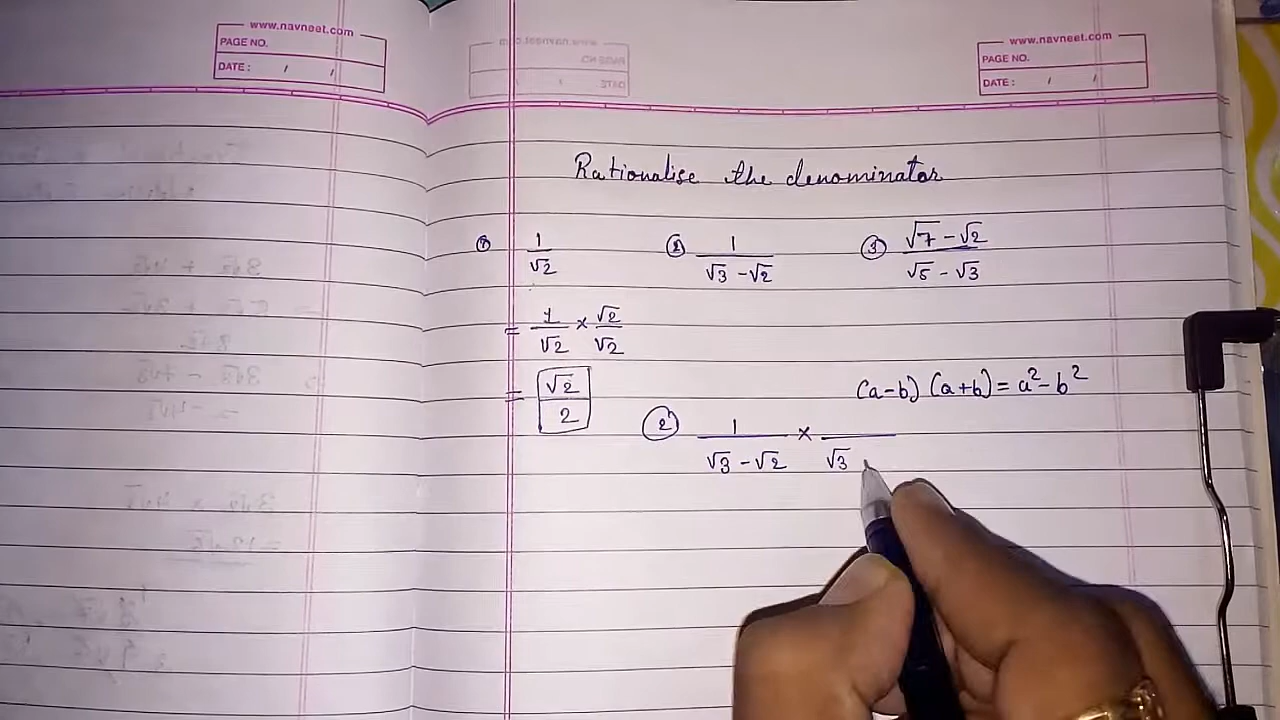 www.navneet.com
PAGE NO.
DATE : / /
www.navneet.com
PAGE NO.
DATE : / /
Rationalise the denominator
① 1/√2 ② 1/(√3 - √2) ③ (√7 - √2)/(√5 - √3)
= 1/√2 × √2/√2
= √2/2
(a-b) (a+b) = a² - b²
② 1/(√3 - √2) × /√3